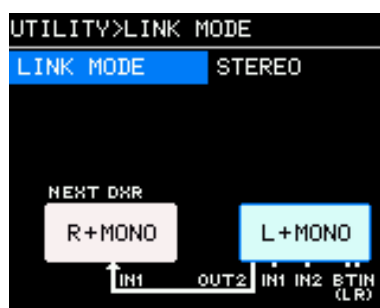 UTILITY>LINK MODE
LINK MODE STEREO
NEXT DXR
R+MONO L+MONO
IN1 OUT2 IN1 IN2 BTIN
(LR)